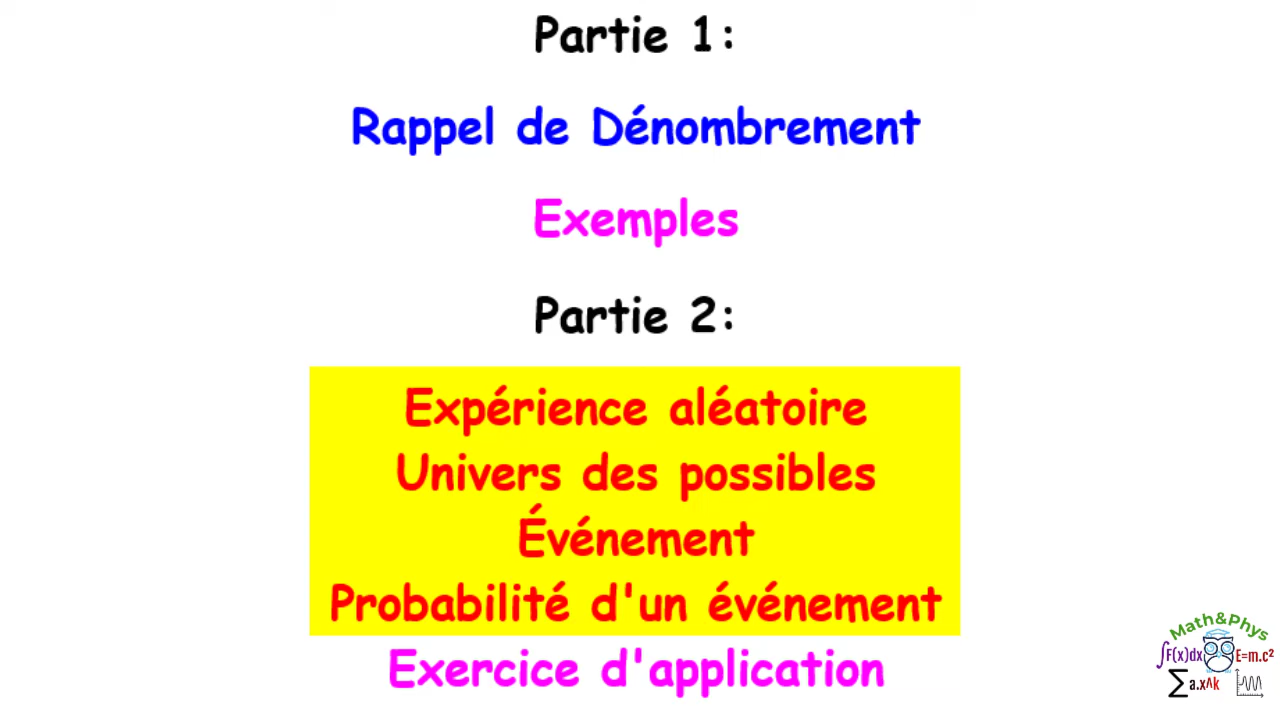 Partie 1:
Rappel de Dénombrement
Exemples
Partie 2:
Expérience aléatoire
Univers des possibles
Événement
Probabilité d'un événement
Exercice d'application
Math&Phys
∫F(x)dx E=m.c²
∑a.x^k